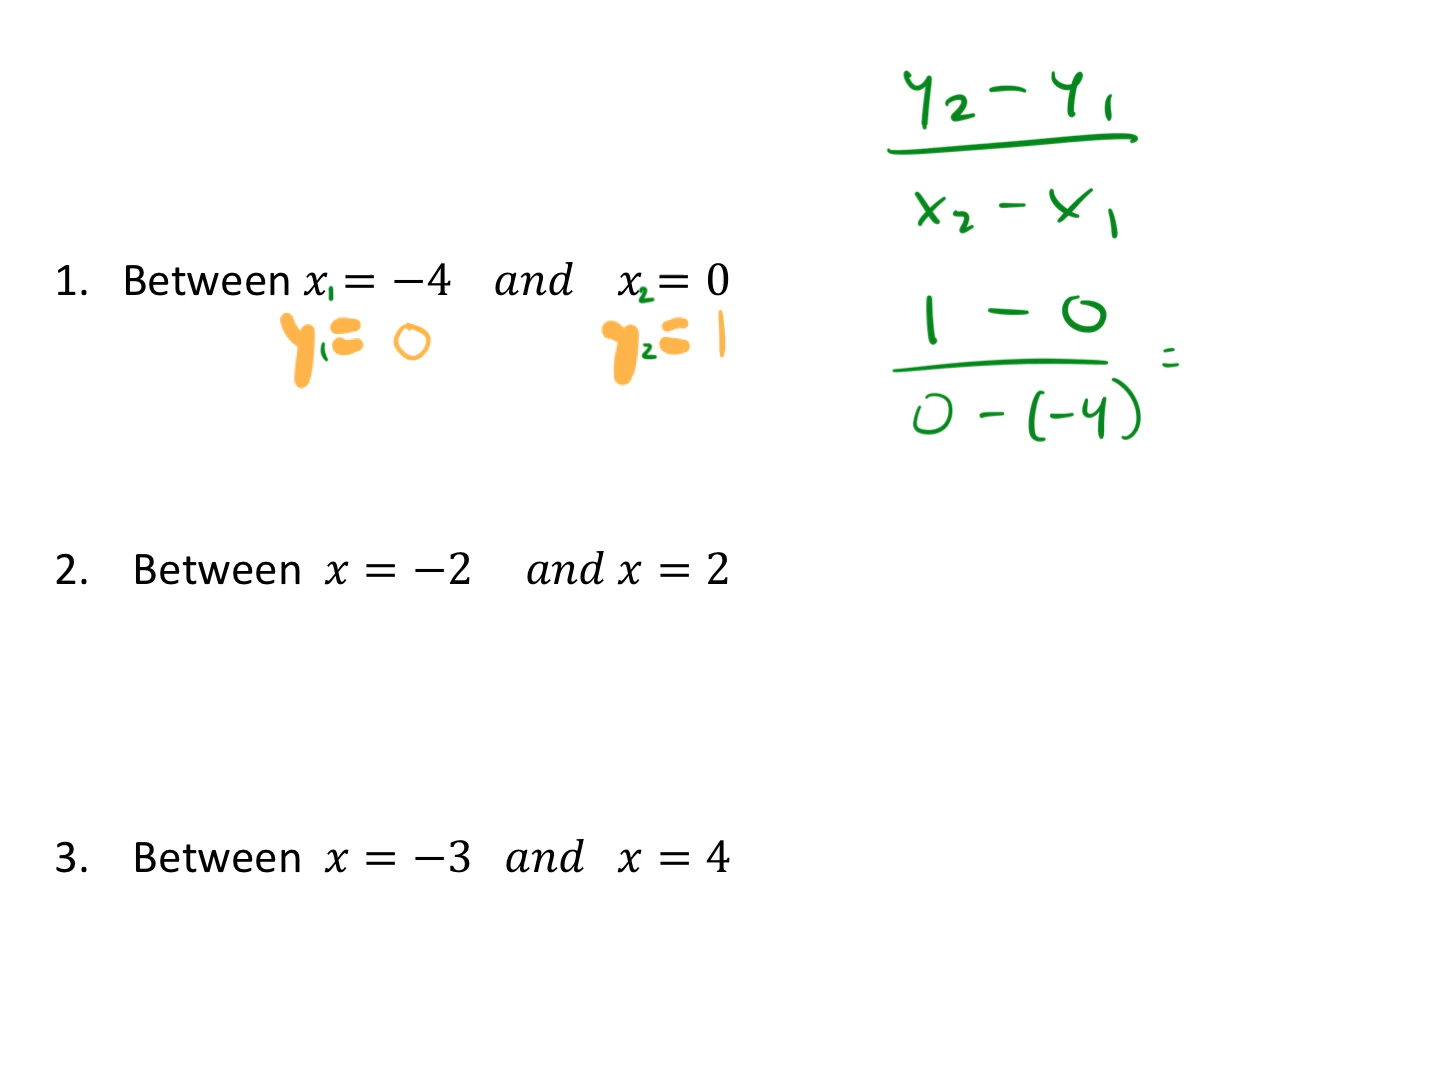 y₂ − y₁
x₂ − x₁
1. Between x₁ = −4 and x₂ = 0
y₁ = 0 y₂ = 1
1 − 0
0 − (−4)
=
2. Between x = −2 and x = 2
3. Between x = −3 and x = 4